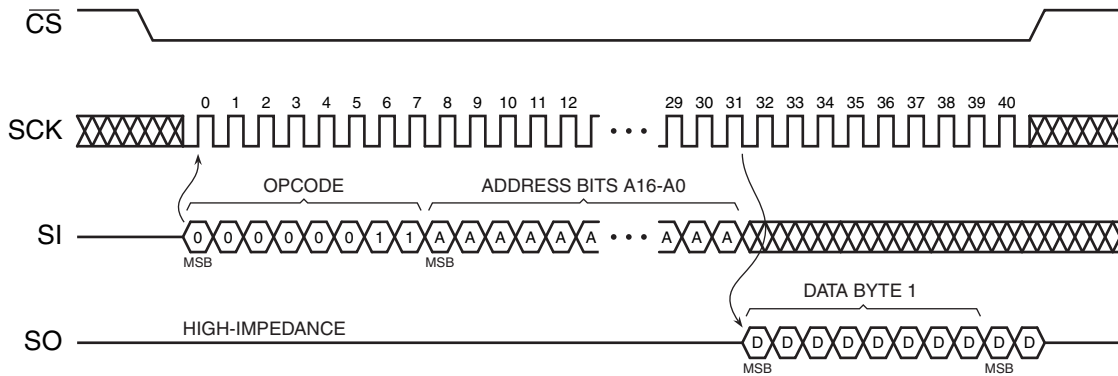 CS
0 1 2 3 4 5 6 7 8 9 10 11 12 29 30 31 32 33 34 35 36 37 38 39 40
SCK
OPCODE ADDRESS BITS A16-A0
SI 0 0 0 0 0 0 1 1 A A A A A A A A A
MSB MSB
DATA BYTE 1
HIGH-IMPEDANCE
SO D D D D D D D D D D
MSB MSB